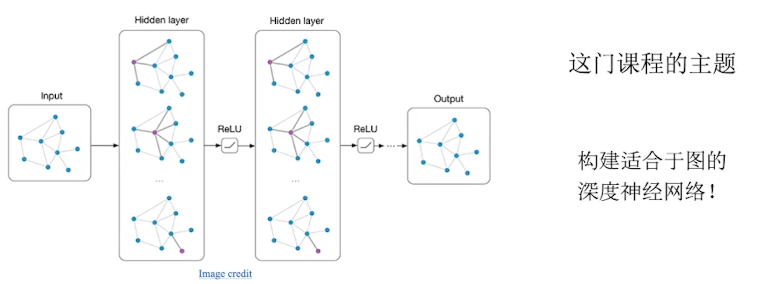 Hidden layer
Hidden layer
Input
ReLU
ReLU
Output
...
...
...
Image credit
这门课程的主题
构建适合于图的
深度神经网络！